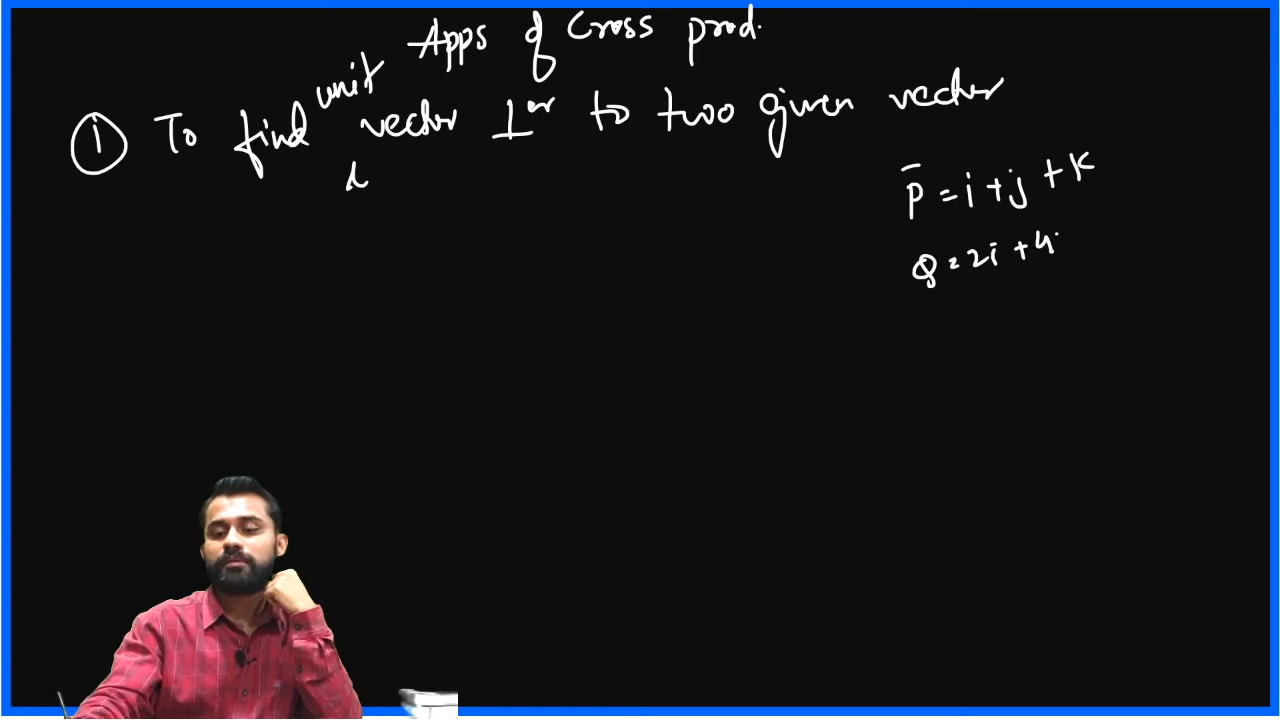 Apps of Cross prod.
① To find unit vector ⊥ar to two given vector
p̄ = i + j + k
Q = 2i + 4